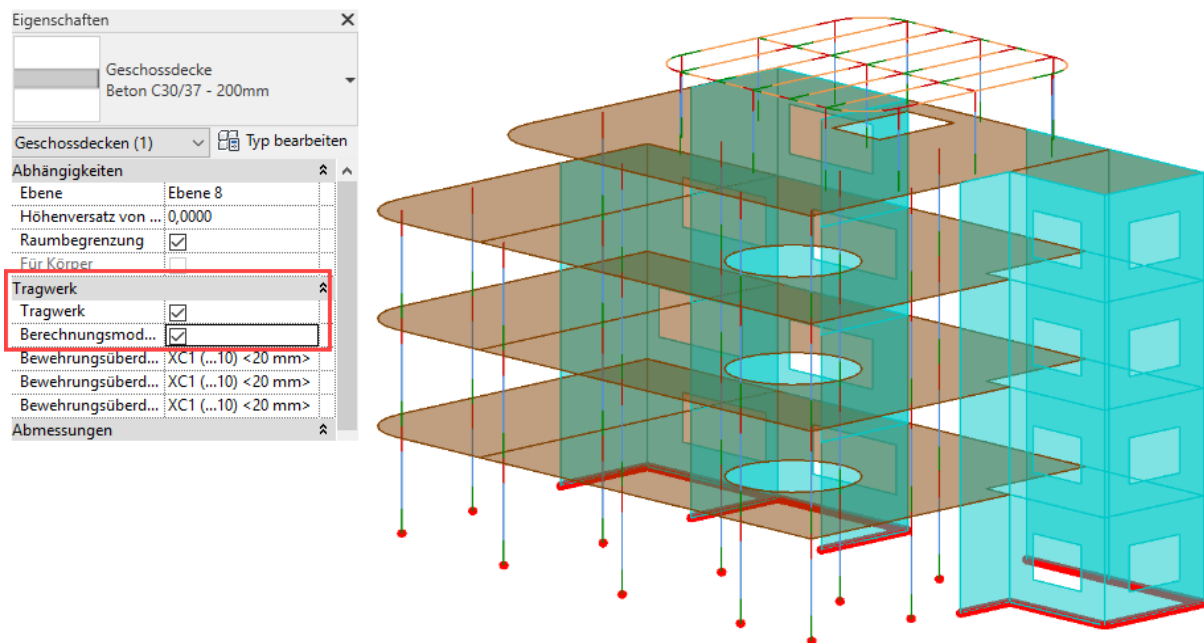 Eigenschaften
Geschossdecke
Beton C30/37 - 200mm
Geschossdecken (1)
Typ bearbeiten
Abhängigkeiten
Ebene Ebene 8
Höhenversatz von ... 0,0000
Raumbegrenzung
Für Körper
Tragwerk
Tragwerk
Berechnungsmod...
Bewehrungsüberd... XC1 (...10) <20 mm>
Bewehrungsüberd... XC1 (...10) <20 mm>
Bewehrungsüberd... XC1 (...10) <20 mm>
Abmessungen